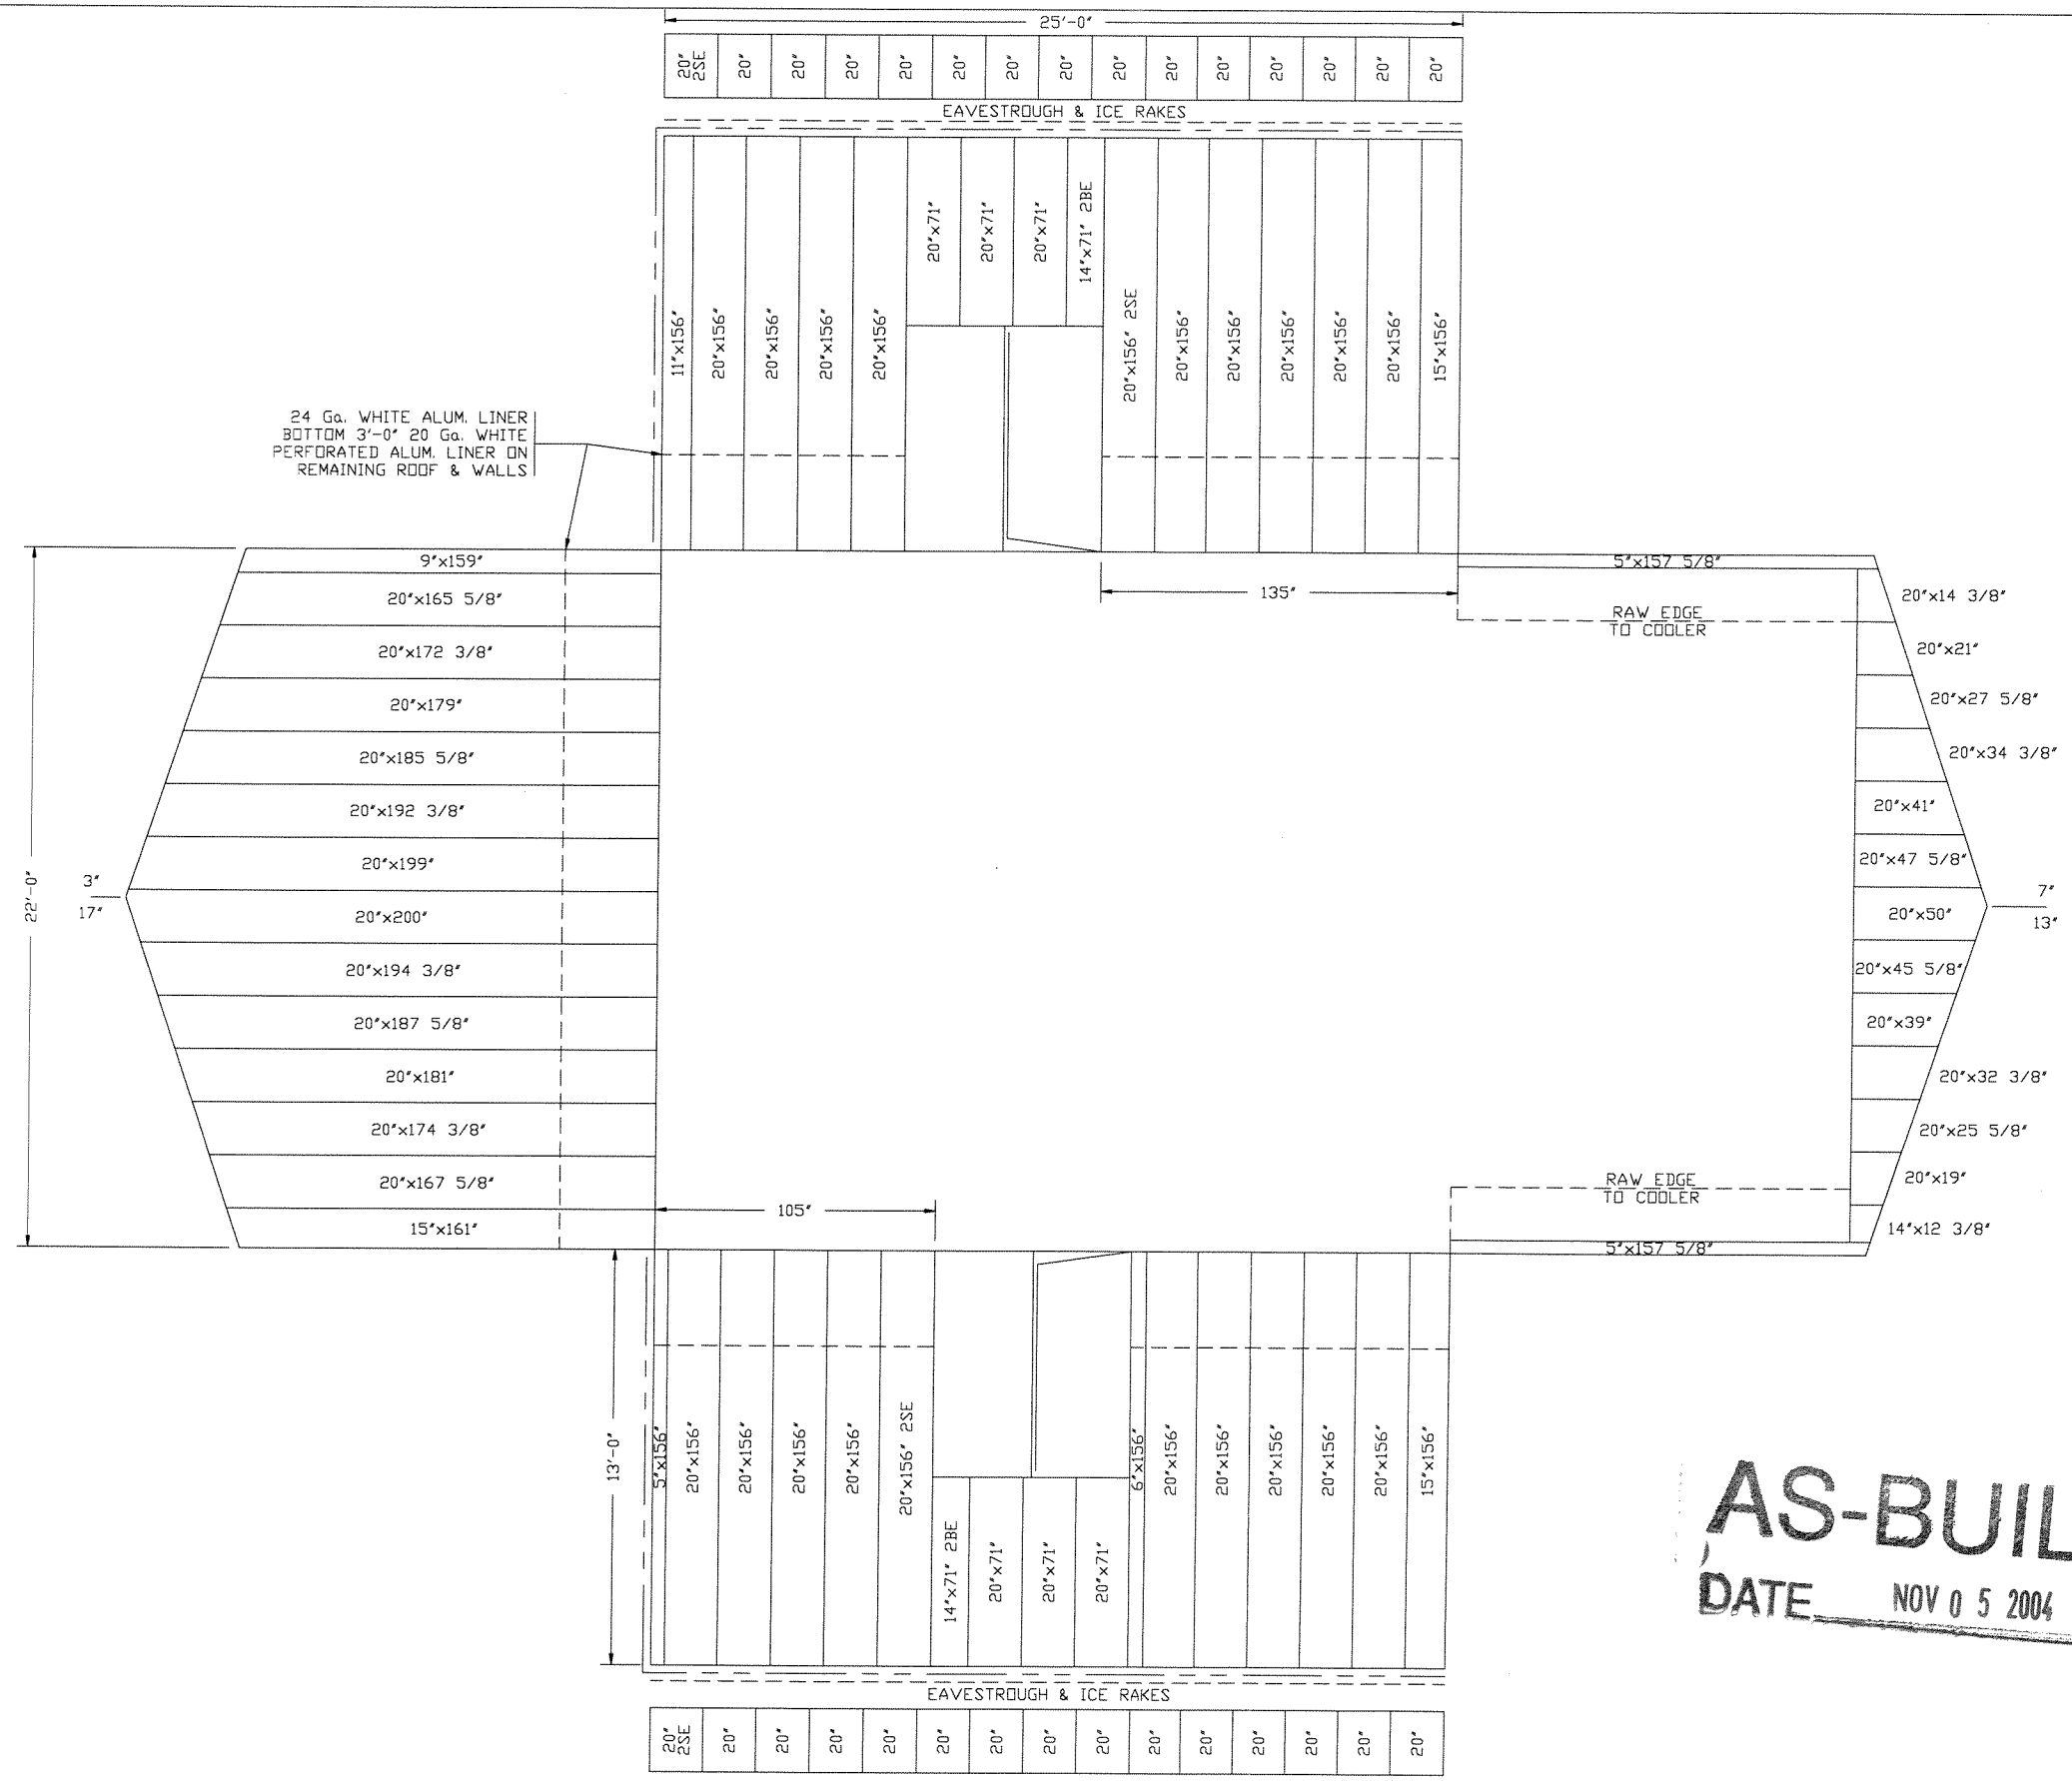 25'-0"
20" 2SE
20"
20"
20"
20"
20"
20"
20"
20"
20"
20"
20"
20"
20"
20"
EAVESTROUGH & ICE RAKES
11"x156"
20"x156"
20"x156"
20"x156"
20"x156"
20"x71"
20"x71"
20"x71"
14"x71" 2BE
20"x156" 2SE
20"x156"
20"x156"
20"x156"
20"x156"
20"x156"
15"x156"
24 Ga. WHITE ALUM. LINER
BOTTOM 3'-0" 20 Ga. WHITE
PERFORATED ALUM. LINER ON
REMAINING ROOF & WALLS
22'-0"
3"
17"
9"x159"
20"x165 5/8"
20"x172 3/8"
20"x179"
20"x185 5/8"
20"x192 3/8"
20"x199"
20"x200"
20"x194 3/8"
20"x187 5/8"
20"x181"
20"x174 3/8"
20"x167 5/8"
15"x161"
135"
5"x157 5/8"
RAW EDGE
TO COOLER
20"x14 3/8"
20"x21"
20"x27 5/8"
20"x34 3/8"
20"x41"
20"x47 5/8"
20"x50"
20"x45 5/8"
20"x39"
20"x32 3/8"
20"x25 5/8"
20"x19"
14"x12 3/8"
7"
13"
RAW EDGE
TO COOLER
5"x157 5/8"
105"
13'-0"
5"x156"
20"x156"
20"x156"
20"x156"
20"x156"
20"x156" 2SE
14"x71" 2BE
20"x71"
20"x71"
20"x71"
6"x156"
20"x156"
20"x156"
20"x156"
20"x156"
20"x156"
15"x156"
EAVESTROUGH & ICE RAKES
20" 2SE
20"
20"
20"
20"
20"
20"
20"
20"
20"
20"
20"
20"
20"
20"
AS-BUIL
DATE NOV 05 2004